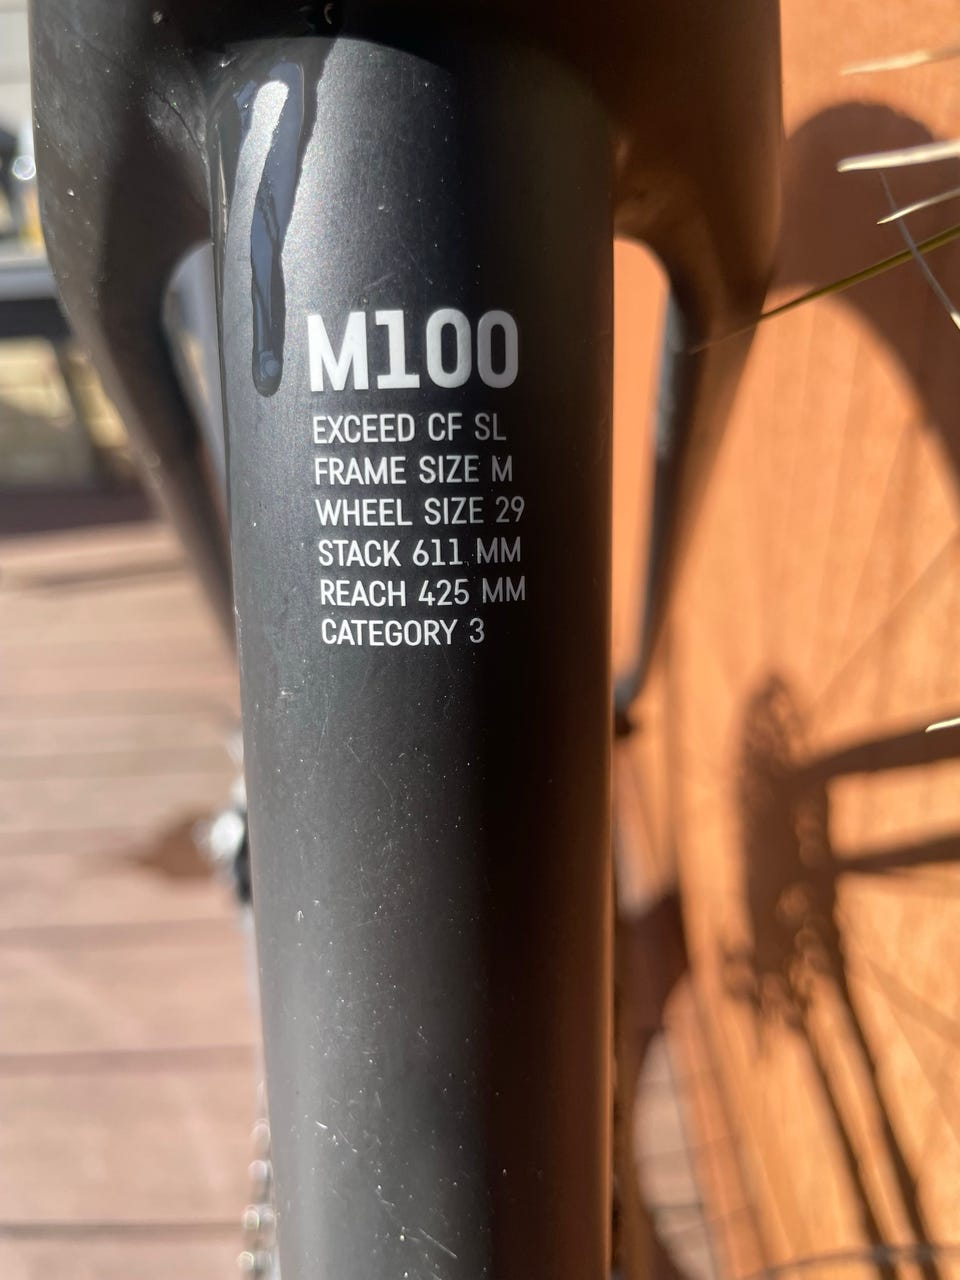 M100
EXCEED CF SL
FRAME SIZE M
WHEEL SIZE 29
STACK 611 MM
REACH 425 MM
CATEGORY 3